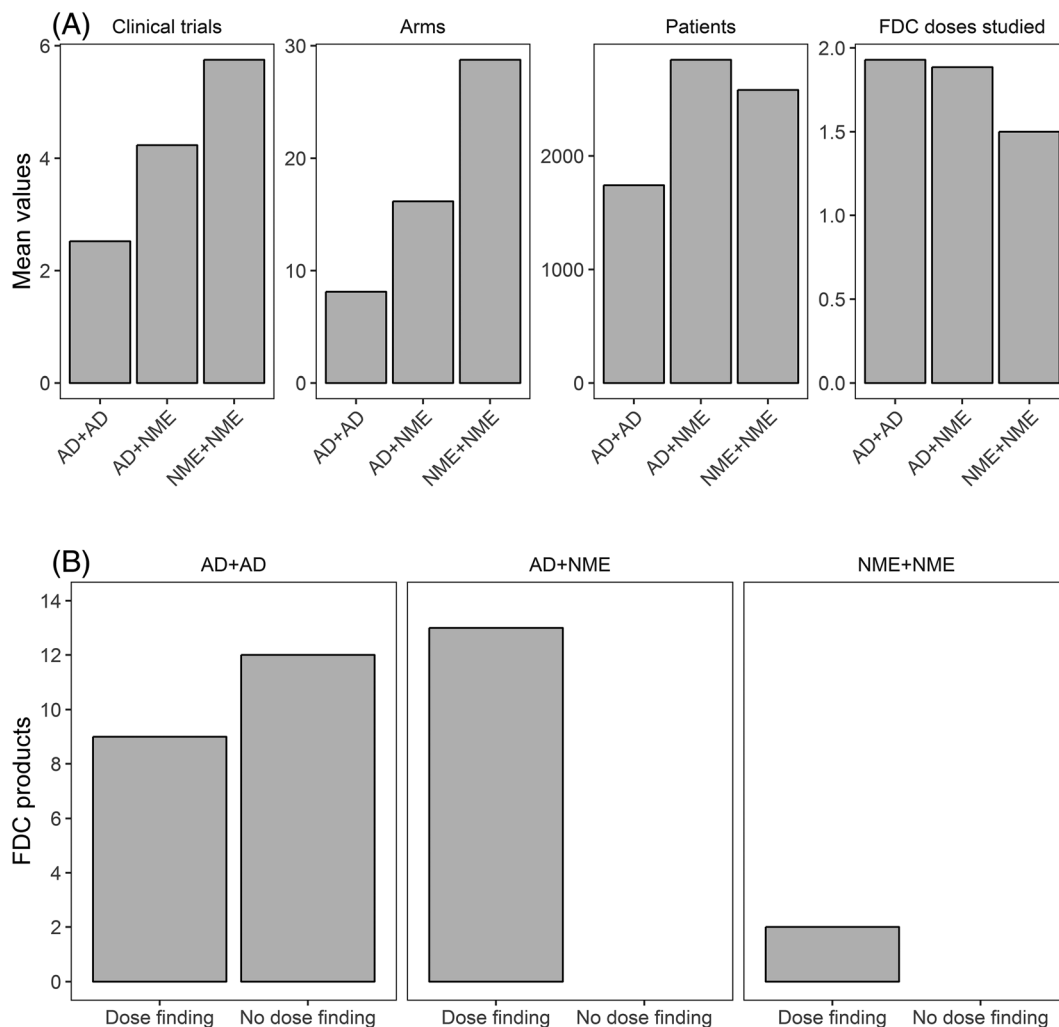 (A)
Clinical trials
Arms
Patients
FDC doses studied
Mean values
6
4
2
0
30
20
10
0
2000
1000
0
2.0
1.5
1.0
0.5
0.0
AD+AD
AD+NME
NME+NME
AD+AD
AD+NME
NME+NME
AD+AD
AD+NME
NME+NME
AD+AD
AD+NME
NME+NME
(B)
AD+AD
AD+NME
NME+NME
FDC products
14
12
10
8
6
4
2
0
Dose finding
No dose finding
Dose finding
No dose finding
Dose finding
No dose finding